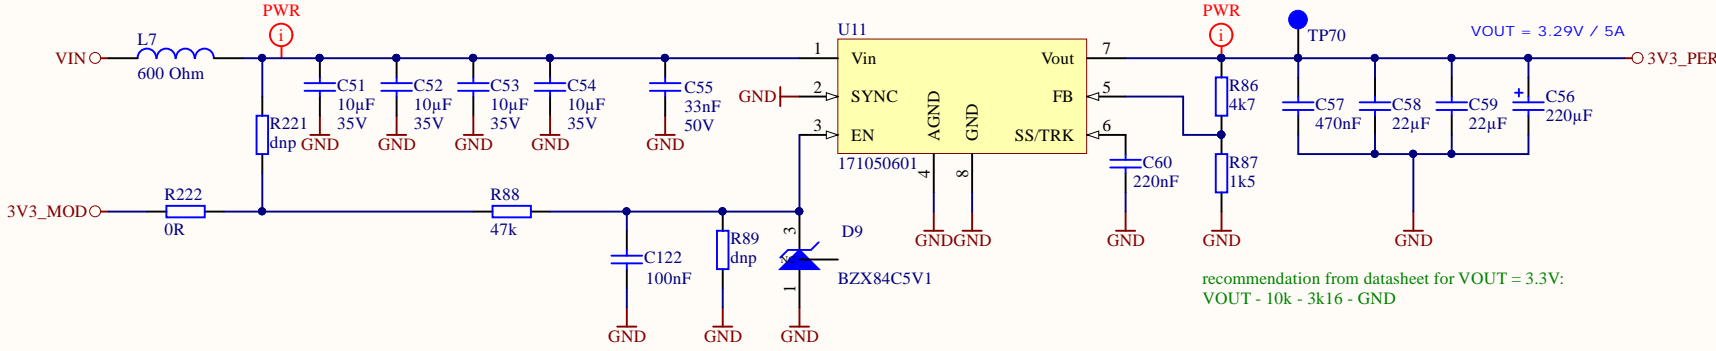 PWR
i
L7
VIN
600 Ohm
C51
10µF
35V
GND
C52
10µF
35V
GND
C53
10µF
35V
GND
C54
10µF
35V
GND
C55
33nF
50V
GND
R221
dnp
3V3_MOD
R222
0R
R88
47k
C122
100nF
GND
R89
dnp
GND
D9
BZX84C5V1
3
NC
1
GND
U11
1
Vin
GND
2
SYNC
3
EN
AGND
GND
Vout
7
FB
5
SS/TRK
6
171050601
4
8
GND
GND
C60
220nF
GND
PWR
i
R86
4k7
R87
1k5
GND
TP70
VOUT = 3.29V / 5A
3V3_PER
C57
470nF
C58
22µF
C59
22µF
+
C56
220µF
GND
recommendation from datasheet for VOUT = 3.3V:
VOUT - 10k - 3k16 - GND